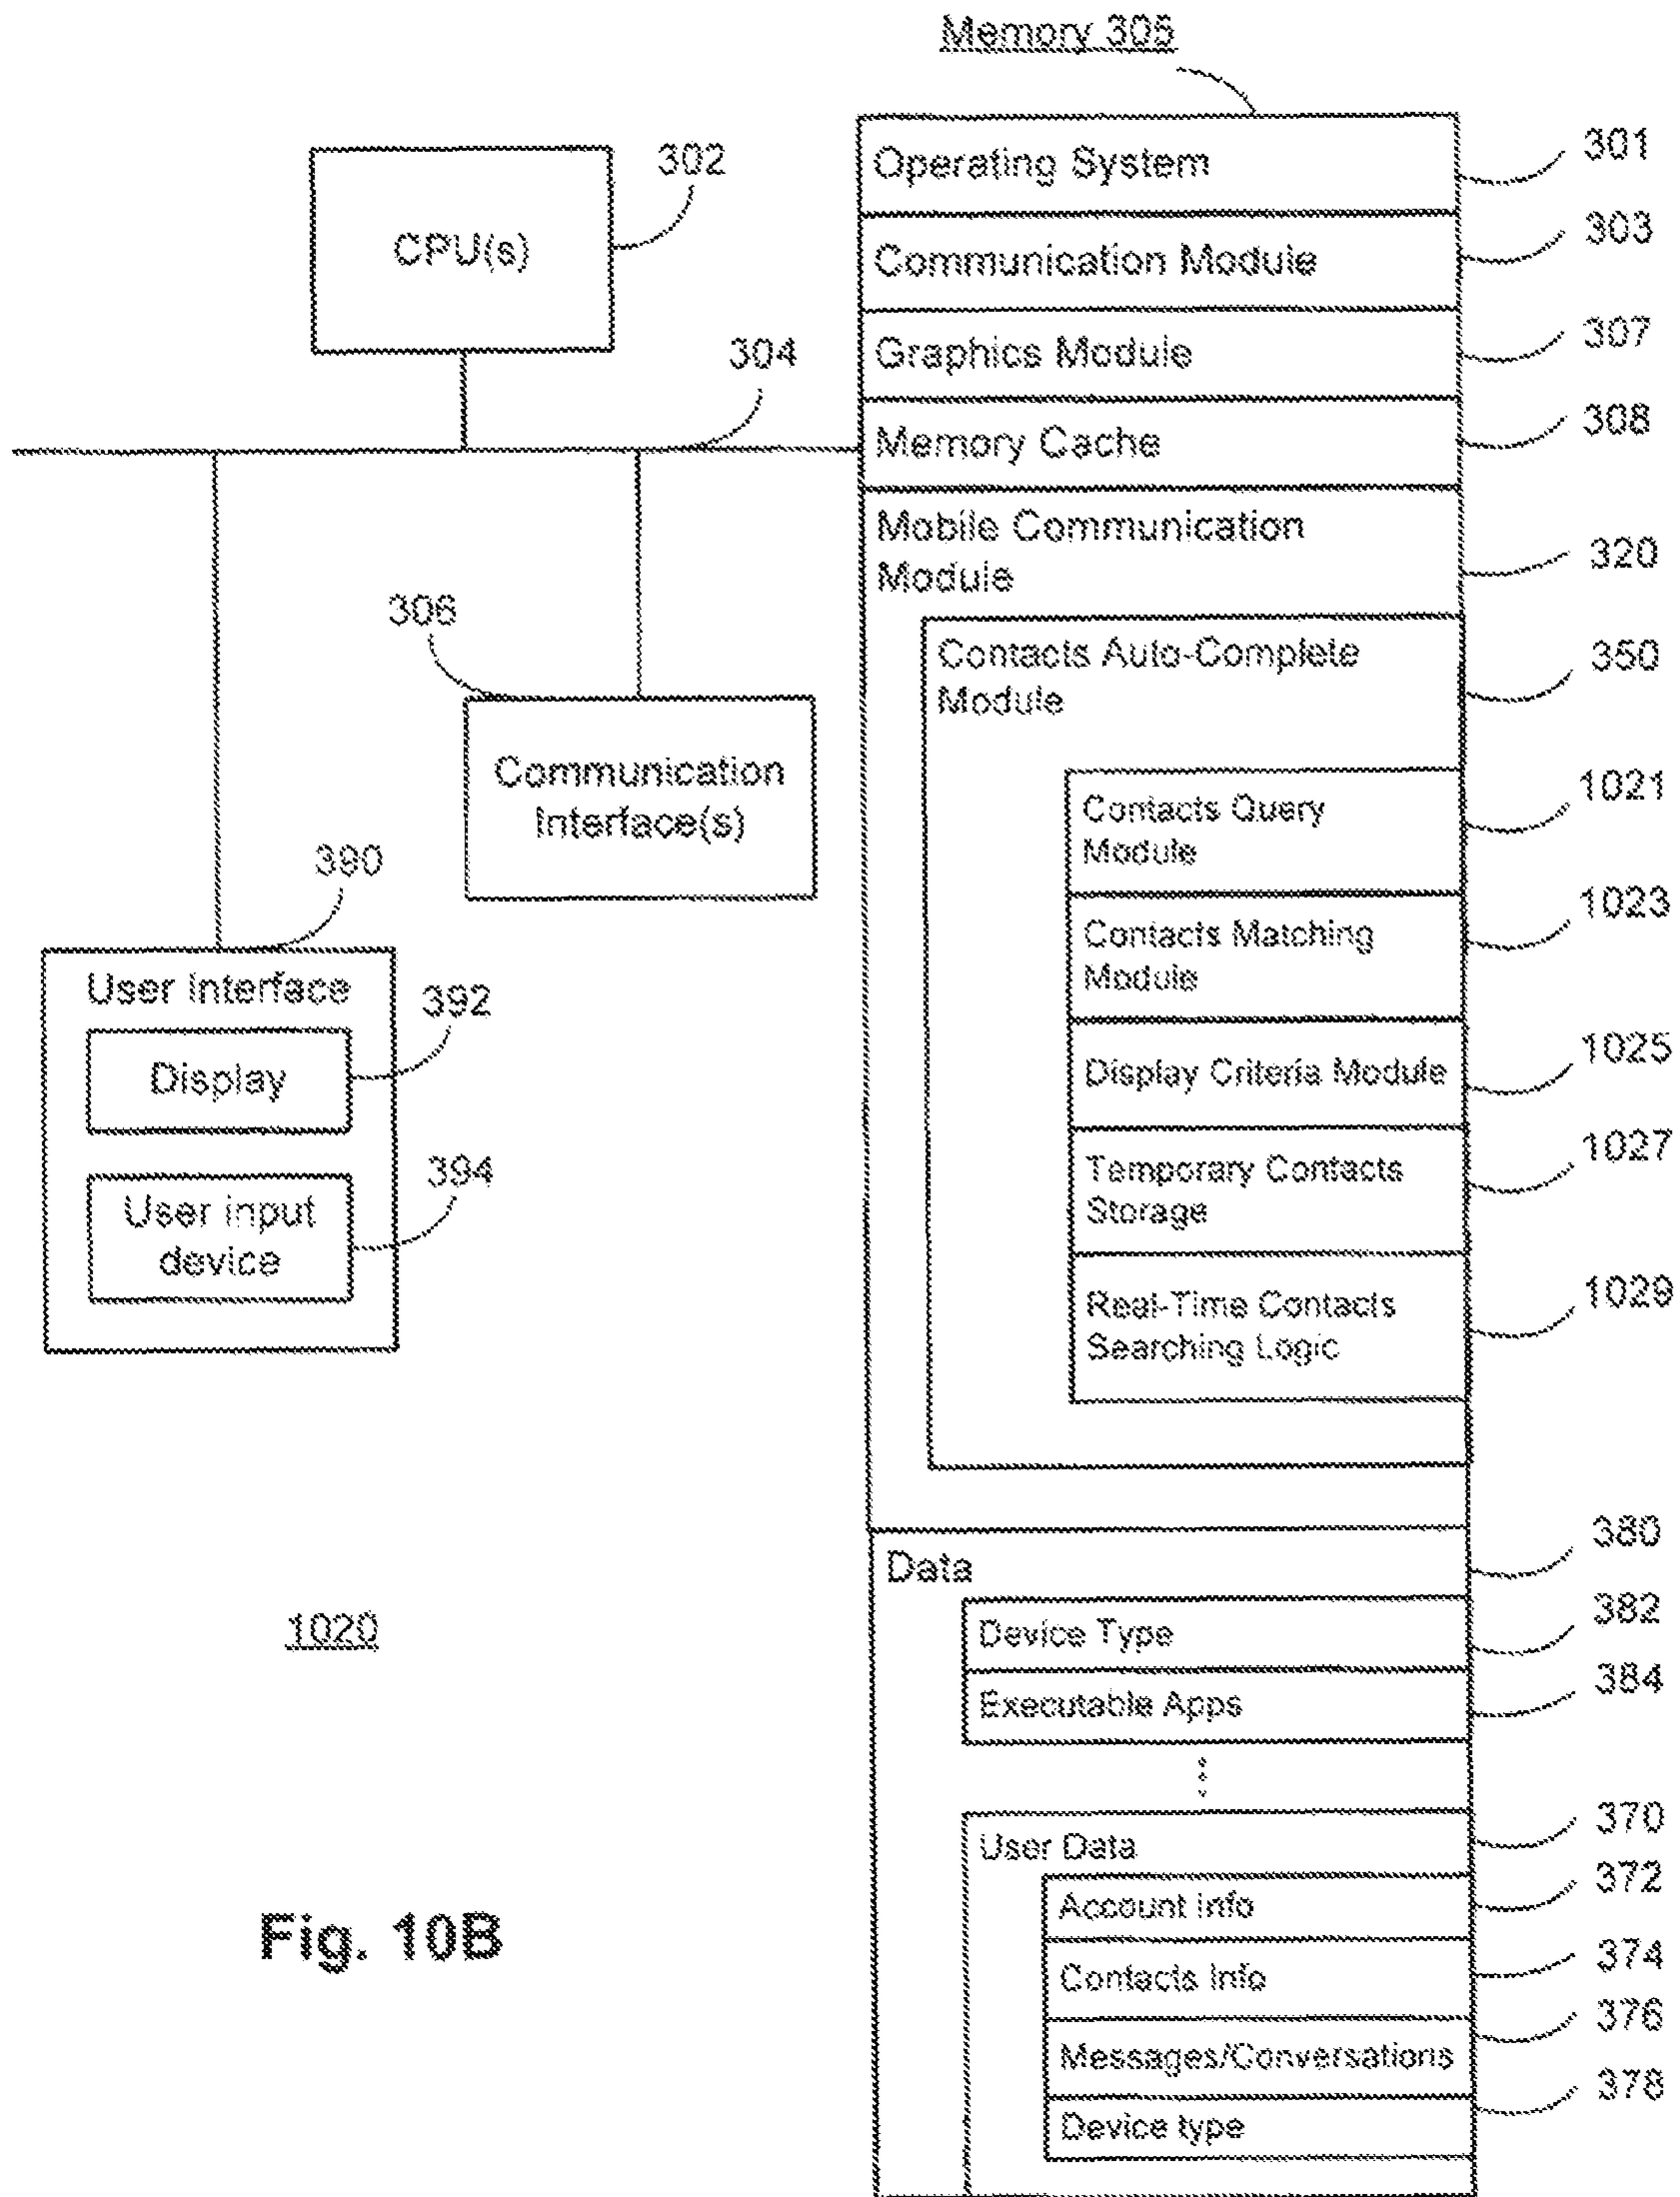 Memory 305
Operating System
301
302
CPU(s)
Communication Module
303
Graphics Module
307
304
Memory Cache
308
Mobile Communication
Module
320
306
Contacts Auto-Complete
Module
350
Communication
Interface(s)
Contacts Query
Module
1021
390
Contacts Matching
Module
1023
User Interface
392
Display
Display Criteria Module
1025
394
User input
device
Temporary Contacts
Storage
1027
Real-Time Contacts
Searching Logic
1029
Data
380
1020
Device Type
382
Executable Apps
384
User Data
370
Account info
372
Fig. 10B
Contacts Info
374
Messages/Conversations
376
Device type
378